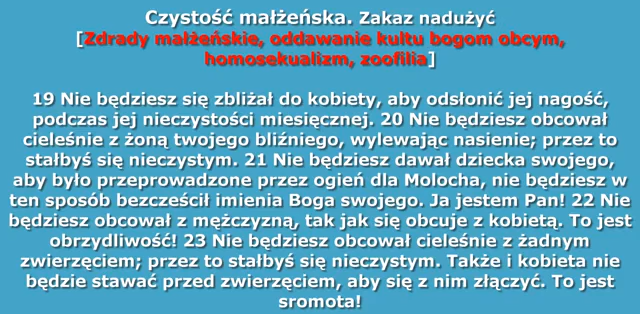 Czystość małżeńska. Zakaz nadużyć
[Zdrady małżeńskie, oddawanie kultu bogom obcym,
homosekualizm, zoofilia]
19 Nie będziesz się zbliżał do kobiety, aby odsłonić jej nagość,
podczas jej nieczystości miesięcznej. 20 Nie będziesz obcował
cieleśnie z żoną twojego bliźniego, wylewając nasienie; przez to
stałbyś się nieczystym. 21 Nie będziesz dawał dziecka swojego,
aby było przeprowadzone przez ogień dla Molocha, nie będziesz w
ten sposób bezcześcił imienia Boga swojego. Ja jestem Pan! 22 Nie
będziesz obcował z mężczyzną, tak jak się obcuje z kobietą. To jest
obrzydliwość! 23 Nie będziesz obcował cieleśnie z żadnym
zwierzęciem; przez to stałbyś się nieczystym. Także i kobieta nie
będzie stawać przed zwierzęciem, aby się z nim złączyć. To jest
sromota!